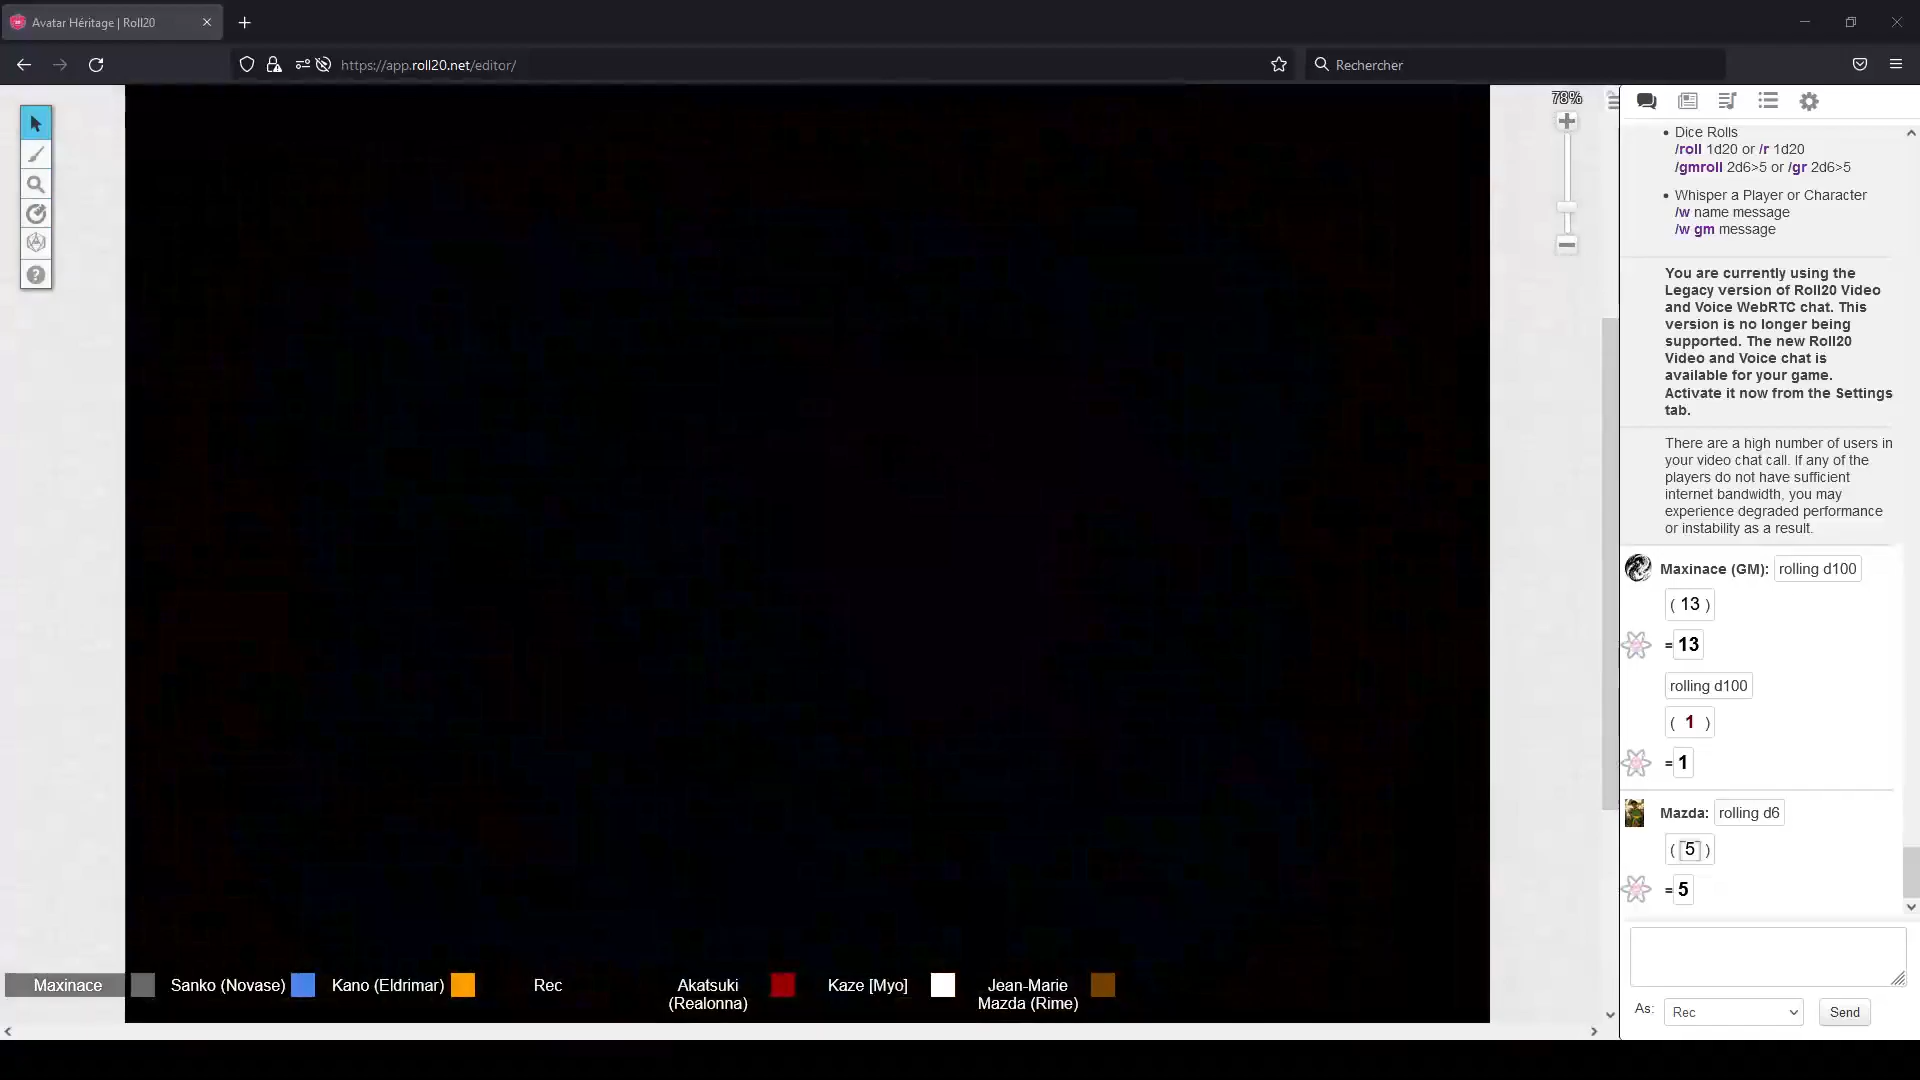 Avatar Héritage | Roll20
https://app.roll20.net/editor/
Rechercher
78%
Dice Rolls
/roll 1d20 or /r 1d20
/gmroll 2d6>5 or /gr 2d6>5
Whisper a Player or Character
/w name message
/w gm message
You are currently using the
Legacy version of Roll20 Video
and Voice WebRTC chat. This
version is no longer being
supported. The new Roll20
Video and Voice chat is
available for your game.
Activate it now from the Settings
tab.
There are a high number of users in
your video chat call. If any of the
players do not have sufficient
internet bandwidth, you may
experience degraded performance
or instability as a result.
Maxinace (GM): rolling d100
( 13 )
=13
rolling d100
( 1 )
=1
Mazda: rolling d6
( 5 )
=5
As: Rec
Send
Maxinace
Sanko (Novase)
Kano (Eldrimar)
Rec
Akatsuki
(Realonna)
Kaze [Myo]
Jean-Marie
Mazda (Rime)